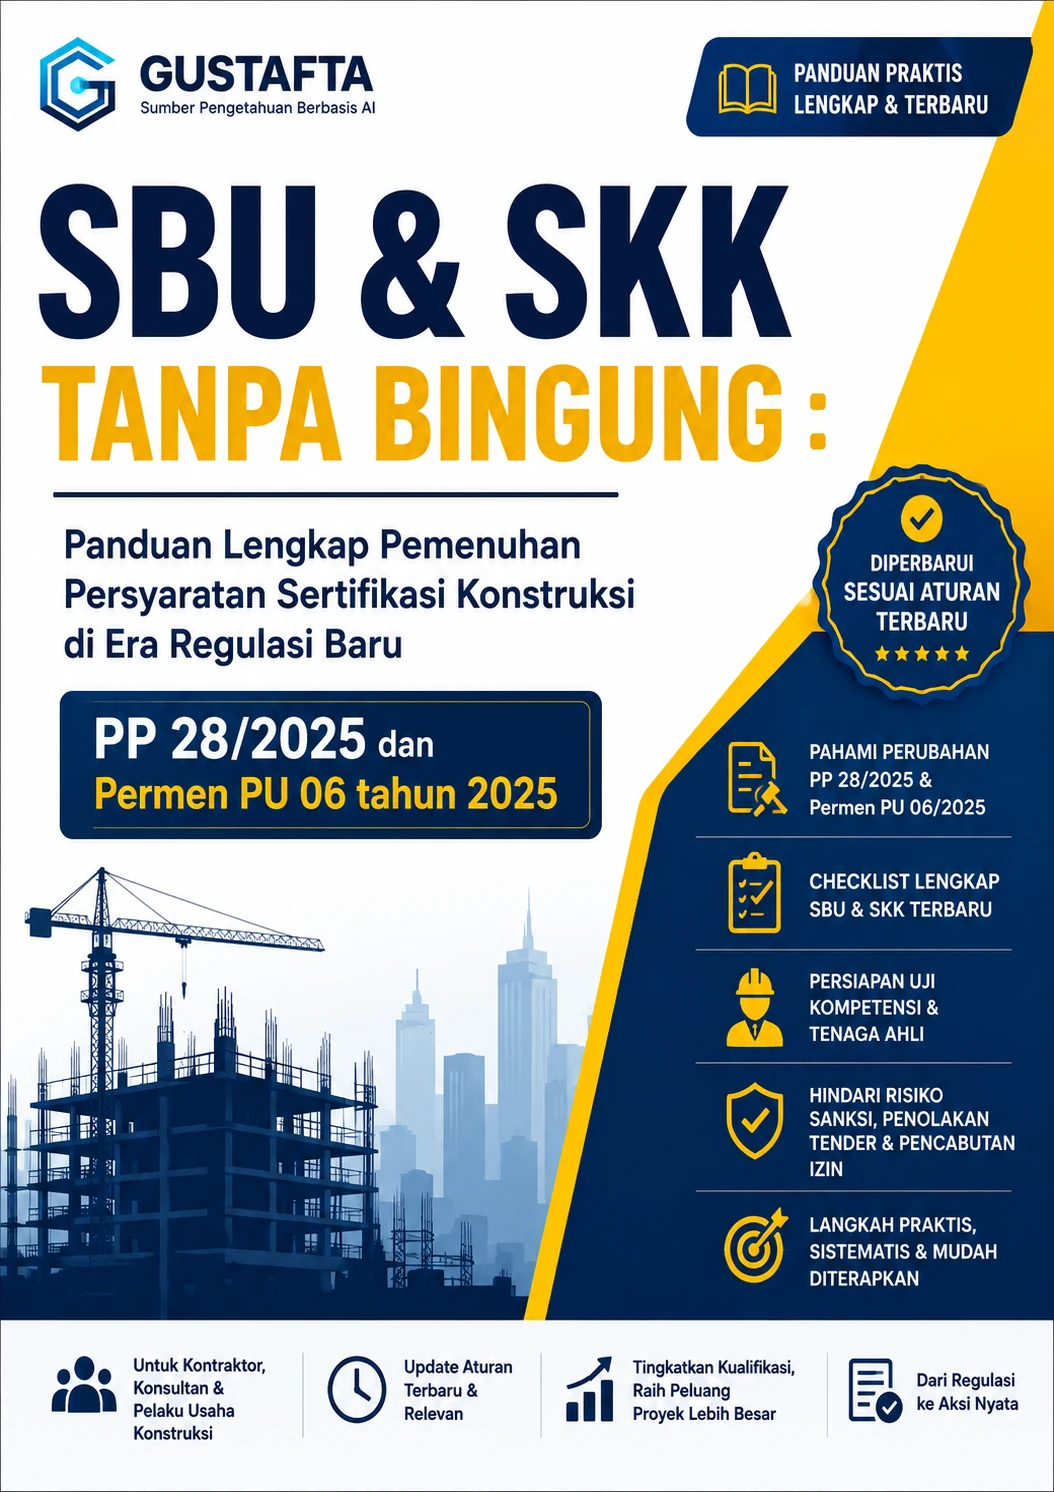 GUSTAFTA
Sumber Pengetahuan Berbasis AI
PANDUAN PRAKTIS
LENGKAP & TERBARU
SBU & SKK
TANPA BINGUNG :
Panduan Lengkap Pemenuhan
Persyaratan Sertifikasi Konstruksi
di Era Regulasi Baru
PP 28/2025 dan
Permen PU 06 tahun 2025
DIPERBARUI
SESUAI ATURAN
TERBARU
PAHAMI PERUBAHAN
PP 28/2025 &
Permen PU 06/2025
CHECKLIST LENGKAP
SBU & SKK TERBARU
PERSIAPAN UJI
KOMPETENSI &
TENAGA AHLI
HINDARI RISIKO
SANKSI, PENOLAKAN
TENDER & PENCABUTAN
IZIN
LANGKAH PRAKTIS,
SISTEMATIS & MUDAH
DITERAPKAN
Untuk Kontraktor,
Konsultan &
Pelaku Usaha
Konstruksi
Update Aturan
Terbaru &
Relevan
Tingkatkan Kualifikasi,
Raih Peluang
Proyek Lebih Besar
Dari Regulasi
ke Aksi Nyata